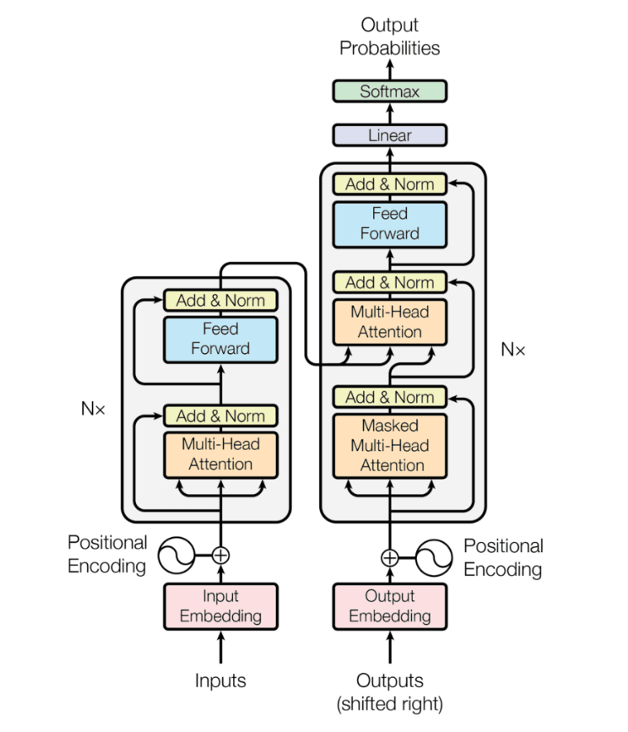 Output
Probabilities
Softmax
Linear
Add & Norm
Feed
Forward
Add & Norm
Multi-Head
Attention
Add & Norm
Masked
Multi-Head
Attention
Nx
Add & Norm
Feed
Forward
Add & Norm
Multi-Head
Attention
Nx
Positional
Encoding
Positional
Encoding
Input
Embedding
Output
Embedding
Inputs
Outputs
(shifted right)